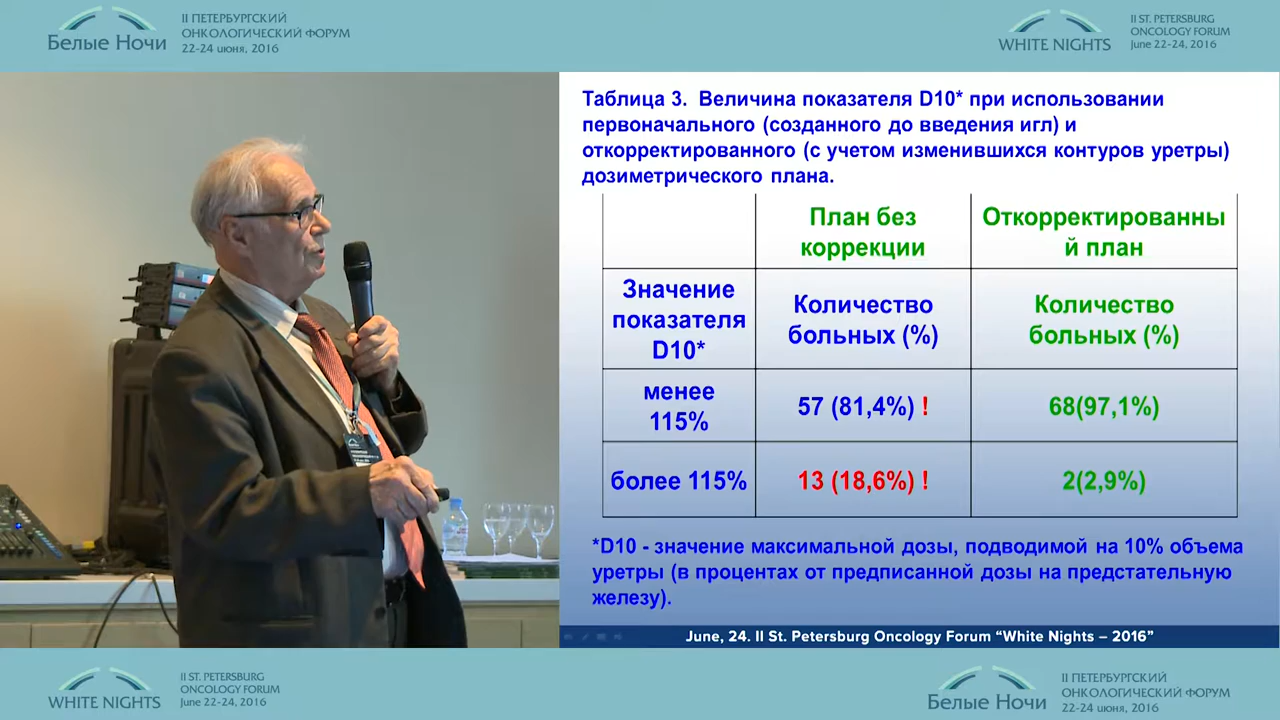 Белые Ночи
II ПЕТЕРБУРГСКИЙ
ОНКОЛОГИЧЕСКИЙ ФОРУМ
22-24 июня, 2016
WHITE NIGHTS
II ST. PETERSBURG
ONCOLOGY FORUM
June 22-24, 2016
Таблица 3. Величина показателя D10* при использовании
первоначального (созданного до введения игл) и
откорректированного (с учетом изменившихся контуров уретры)
дозиметрического плана.
План без
коррекции
Откорректированны
й план
Значение
показателя
D10*
Количество
больных (%)
Количество
больных (%)
менее
115%
57 (81,4%) !
68(97,1%)
более 115%
13 (18,6%) !
2(2,9%)
*D10 - значение максимальной дозы, подводимой на 10% объема
уретры (в процентах от предписанной дозы на предстательную
железу).
June, 24. II St. Petersburg Oncology Forum “White Nights – 2016”
WHITE NIGHTS
II ST. PETERSBURG
ONCOLOGY FORUM
June 22-24, 2016
Белые Ночи
II ПЕТЕРБУРГСКИЙ
ОНКОЛОГИЧЕСКИЙ ФОРУМ
22-24 июня, 2016